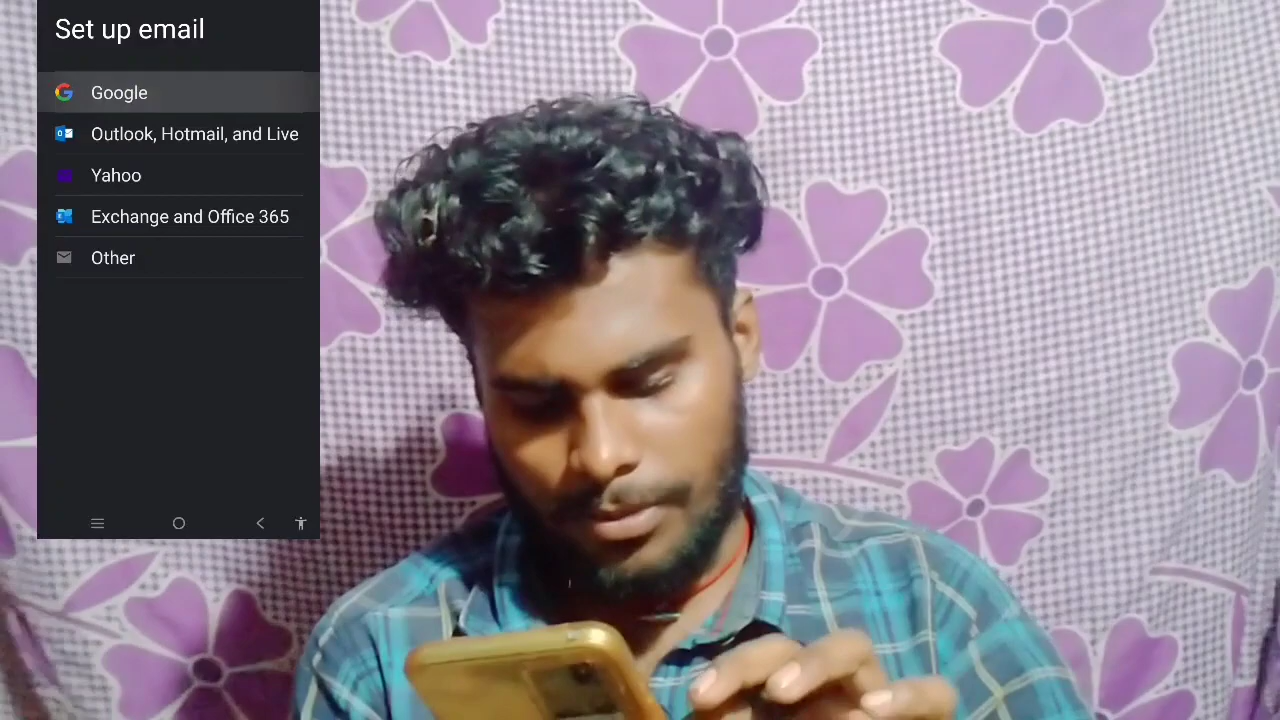 Set up email
Google
Outlook, Hotmail, and Live
Yahoo
Exchange and Office 365
Other